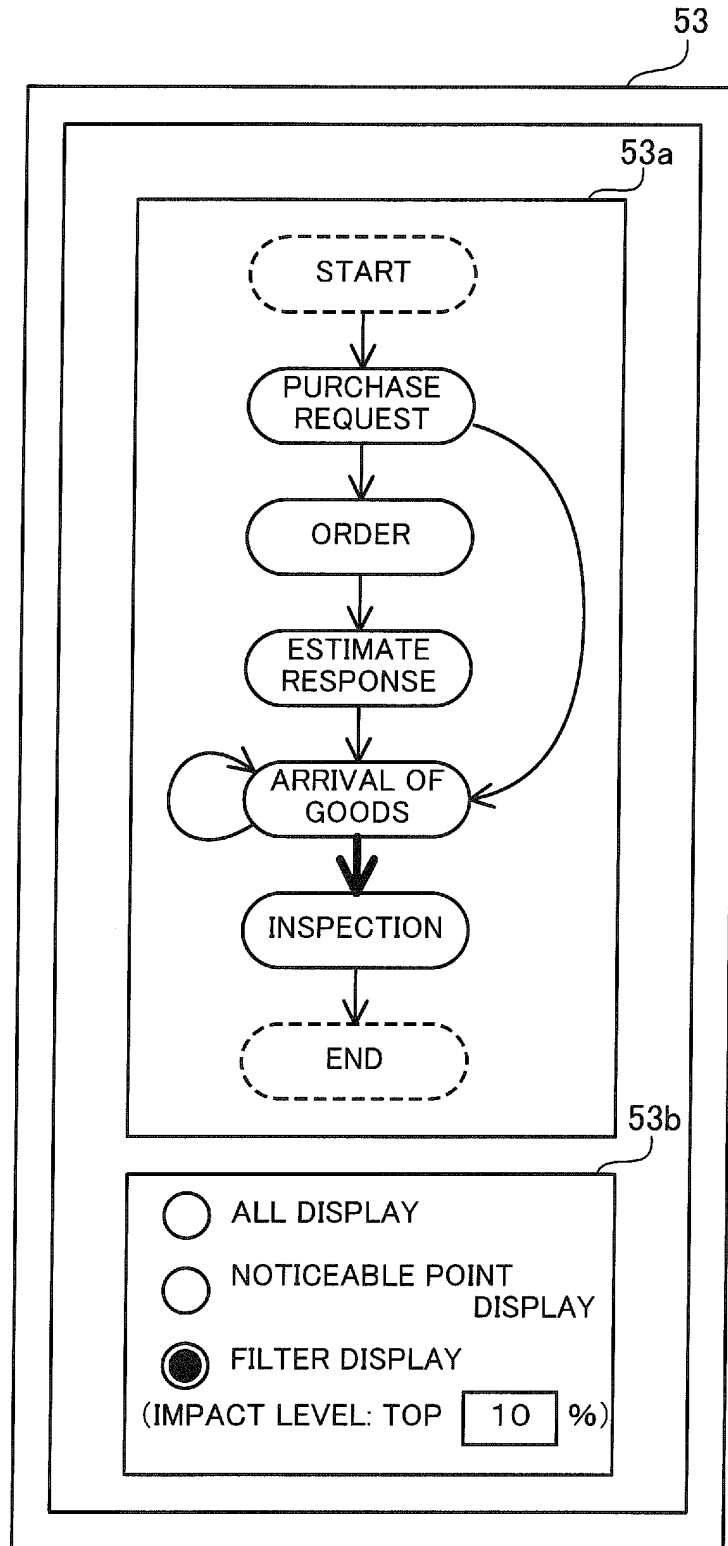 53
53a
START
PURCHASE
REQUEST
ORDER
ESTIMATE
RESPONSE
ARRIVAL OF
GOODS
INSPECTION
END
53b
ALL DISPLAY
NOTICEABLE POINT
DISPLAY
FILTER DISPLAY
(IMPACT LEVEL: TOP 10 %)